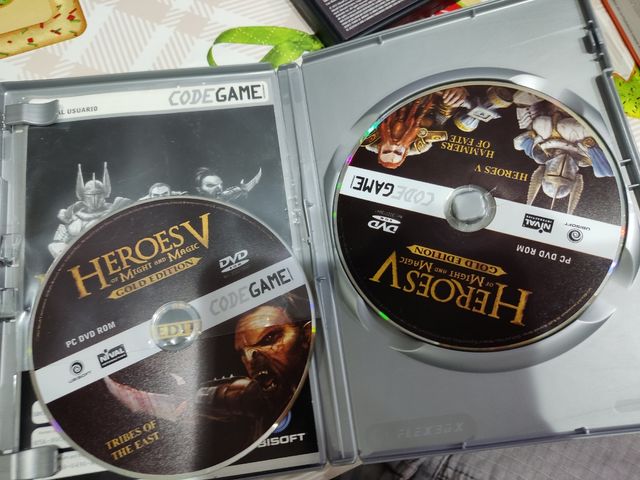 AL USUARIO
CODEGAME
HEROES V
OF MIGHT AND MAGIC
GOLD EDITION
DVD
CODEGAME
PC DVD ROM
EDIT
NIVAL
UBISOFT
TRIBES OF
THE EAST
UBISOFT
HAMMERS
OF FATE
HEROES V
CODEGAME
DVD
NIVAL
UBISOFT
PC DVD ROM
HEROES V
OF MIGHT AND MAGIC
GOLD EDITION
FLEXBOX